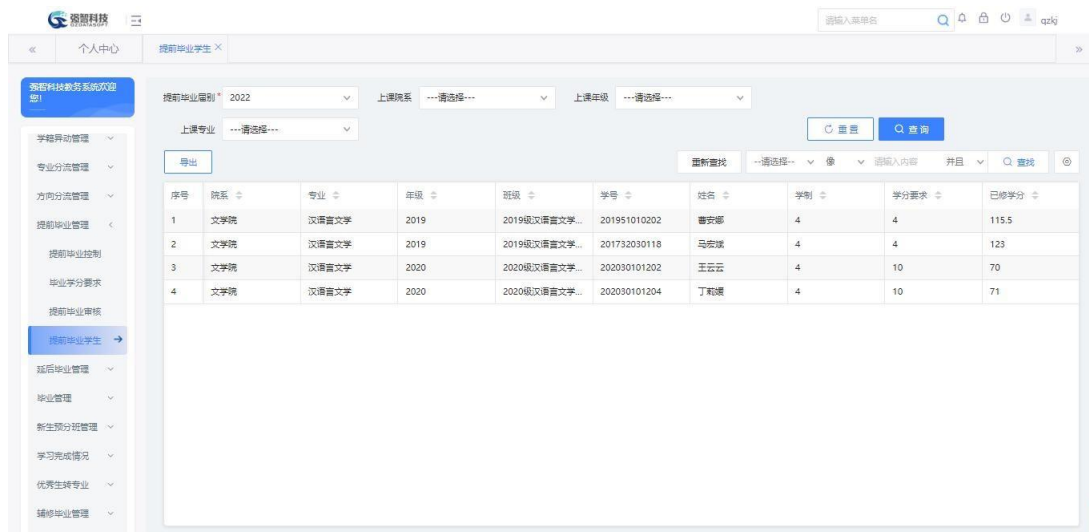 强智科技
QZDATASOFT
请输入菜单名
qzkj
个人中心
提前毕业学生
强智科技教务系统欢迎
您!
学籍异动管理
专业分流管理
方向分流管理
提前毕业管理
提前毕业控制
毕业学分要求
提前毕业审核
提前毕业学生
延后毕业管理
毕业管理
新生预分班管理
学习完成情况
优秀生转专业
辅修毕业管理
提前毕业届别* 2022 上课院系 ---请选择--- 上课年级 ---请选择---
上课专业 ---请选择--- 重置 查询
导出 重新查找 --请选择-- 像 请输入内容 并且 查找
序号 院系 专业 年级 班级 学号 姓名 学制 学分要求 已修学分
1 文学院 汉语言文学 2019 2019级汉语言文学... 201951010202 曹安娜 4 4 115.5
2 文学院 汉语言文学 2019 2019级汉语言文学... 201732030118 马宏斌 4 4 123
3 文学院 汉语言文学 2020 2020级汉语言文学... 202030101202 王云云 4 10 70
4 文学院 汉语言文学 2020 2020级汉语言文学... 202030101204 丁莉媛 4 10 71